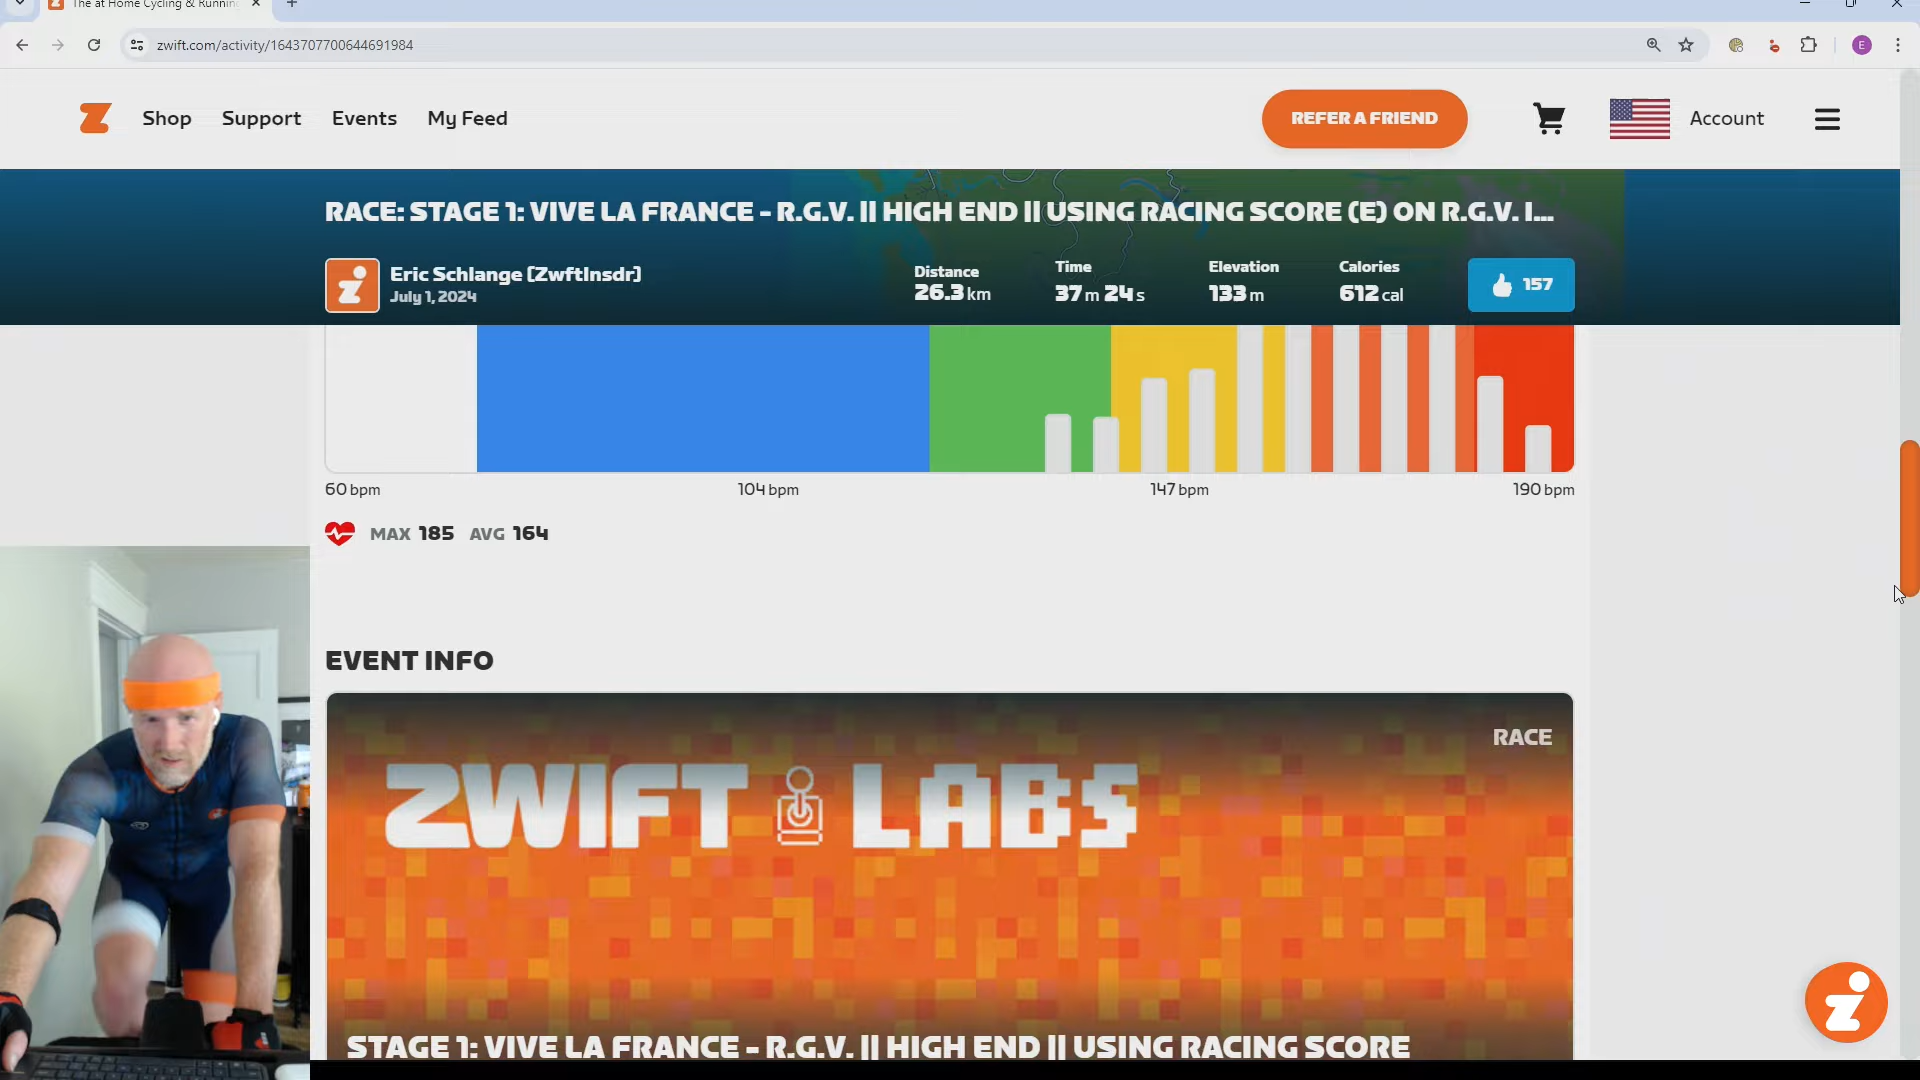 The at Home Cycling & Running
zwift.com/activity/1643707700644691984
E
Shop
Support
Events
My Feed
REFER A FRIEND
Account
RACE: STAGE 1: VIVE LA FRANCE - R.G.V. || HIGH END || USING RACING SCORE (E) ON R.G.V. I...
Eric Schlange (ZwftInsdr)
July 1, 2024
Distance
26.3 km
Time
37 m 24 s
Elevation
133 m
Calories
612 cal
157
60 bpm
104 bpm
147 bpm
190 bpm
MAX 185 AVG 164
EVENT INFO
RACE
ZWIFT LABS
STAGE 1: VIVE LA FRANCE - R.G.V. || HIGH END || USING RACING SCORE